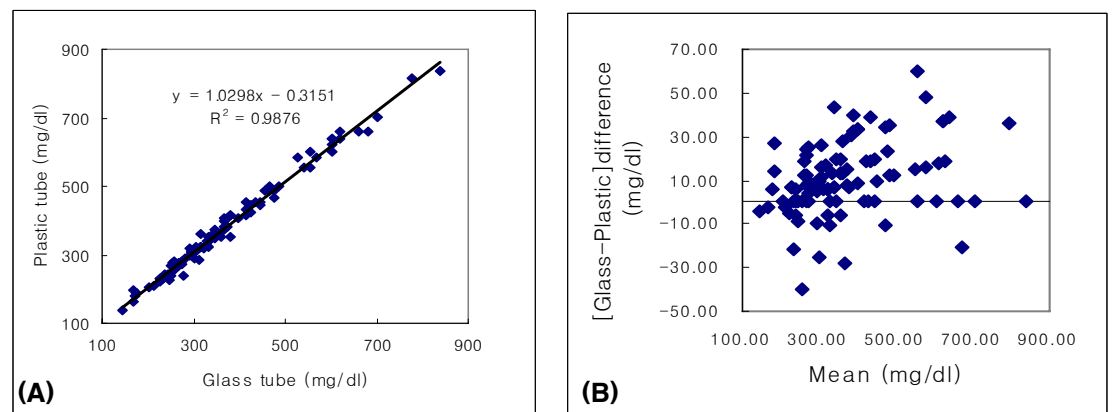 900
700
500
300
100
Plastic tube (mg/dl)
y = 1.0298x - 0.3151
R² = 0.9876
100 300 500 700 900
Glass tube (mg/dl)
(A)
70.00
50.00
30.00
10.00
-10.00
-30.00
-50.00
[Glass-Plastic]difference
(mg/dl)
100.00 300.00 500.00 700.00 900.00
Mean (mg/dl)
(B)